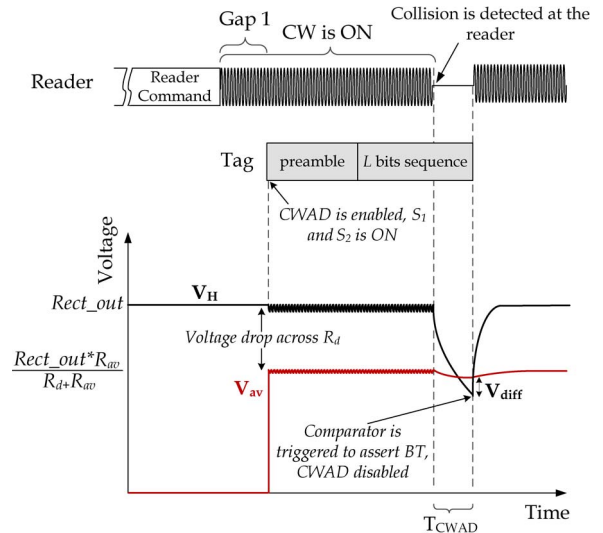 Gap 1
CW is ON
Collision is detected at the
reader
Reader
Reader
Command
Tag
preamble
L bits sequence
CWAD is enabled, S1
and S2 is ON
Voltage
VH
Rect_out
Voltage drop across Rd
Rect_out*Rav
Rd+Rav
Vav
Vdiff
Comparator is
triggered to assert BT,
CWAD disabled
Time
TCWAD